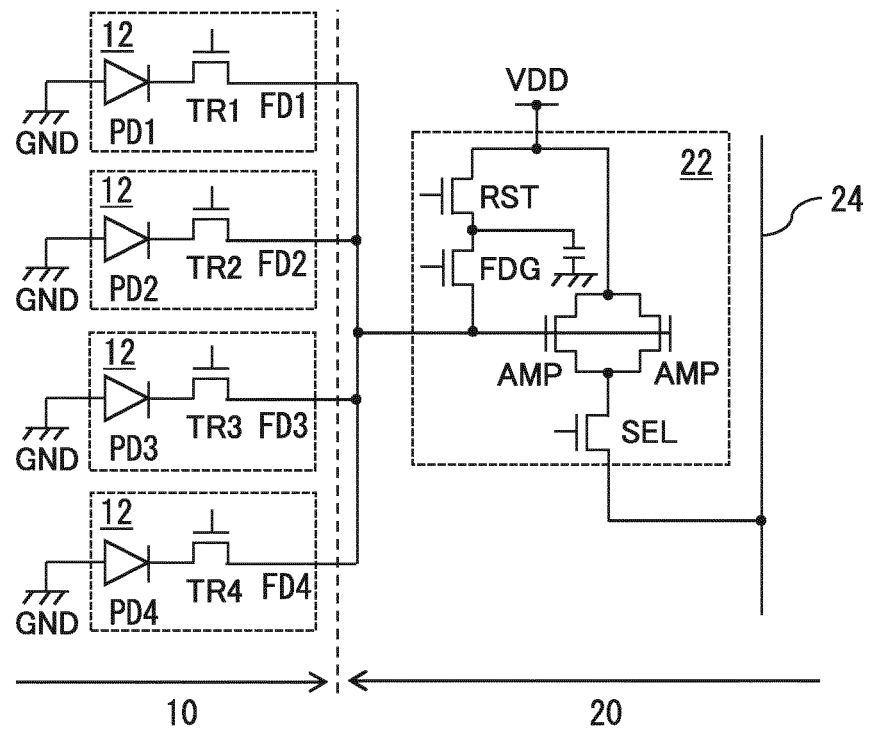 12
GND
PD1
TR1
FD1
12
GND
PD2
TR2
FD2
12
GND
PD3
TR3
FD3
12
GND
PD4
TR4
FD4
VDD
22
RST
FDG
AMP
AMP
SEL
24
10
20